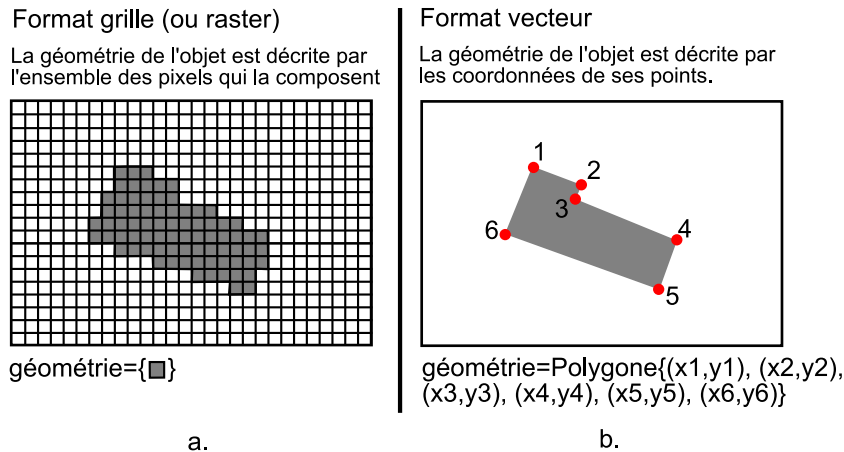 Format grille (ou raster)
La géométrie de l'objet est décrite par
l'ensemble des pixels qui la composent
géométrie={ }
a.
Format vecteur
La géométrie de l'objet est décrite par
les coordonnées de ses points.
1
2
3
4
6
5
géométrie=Polygone{(x1,y1), (x2,y2),
(x3,y3), (x4,y4), (x5,y5), (x6,y6)}
b.